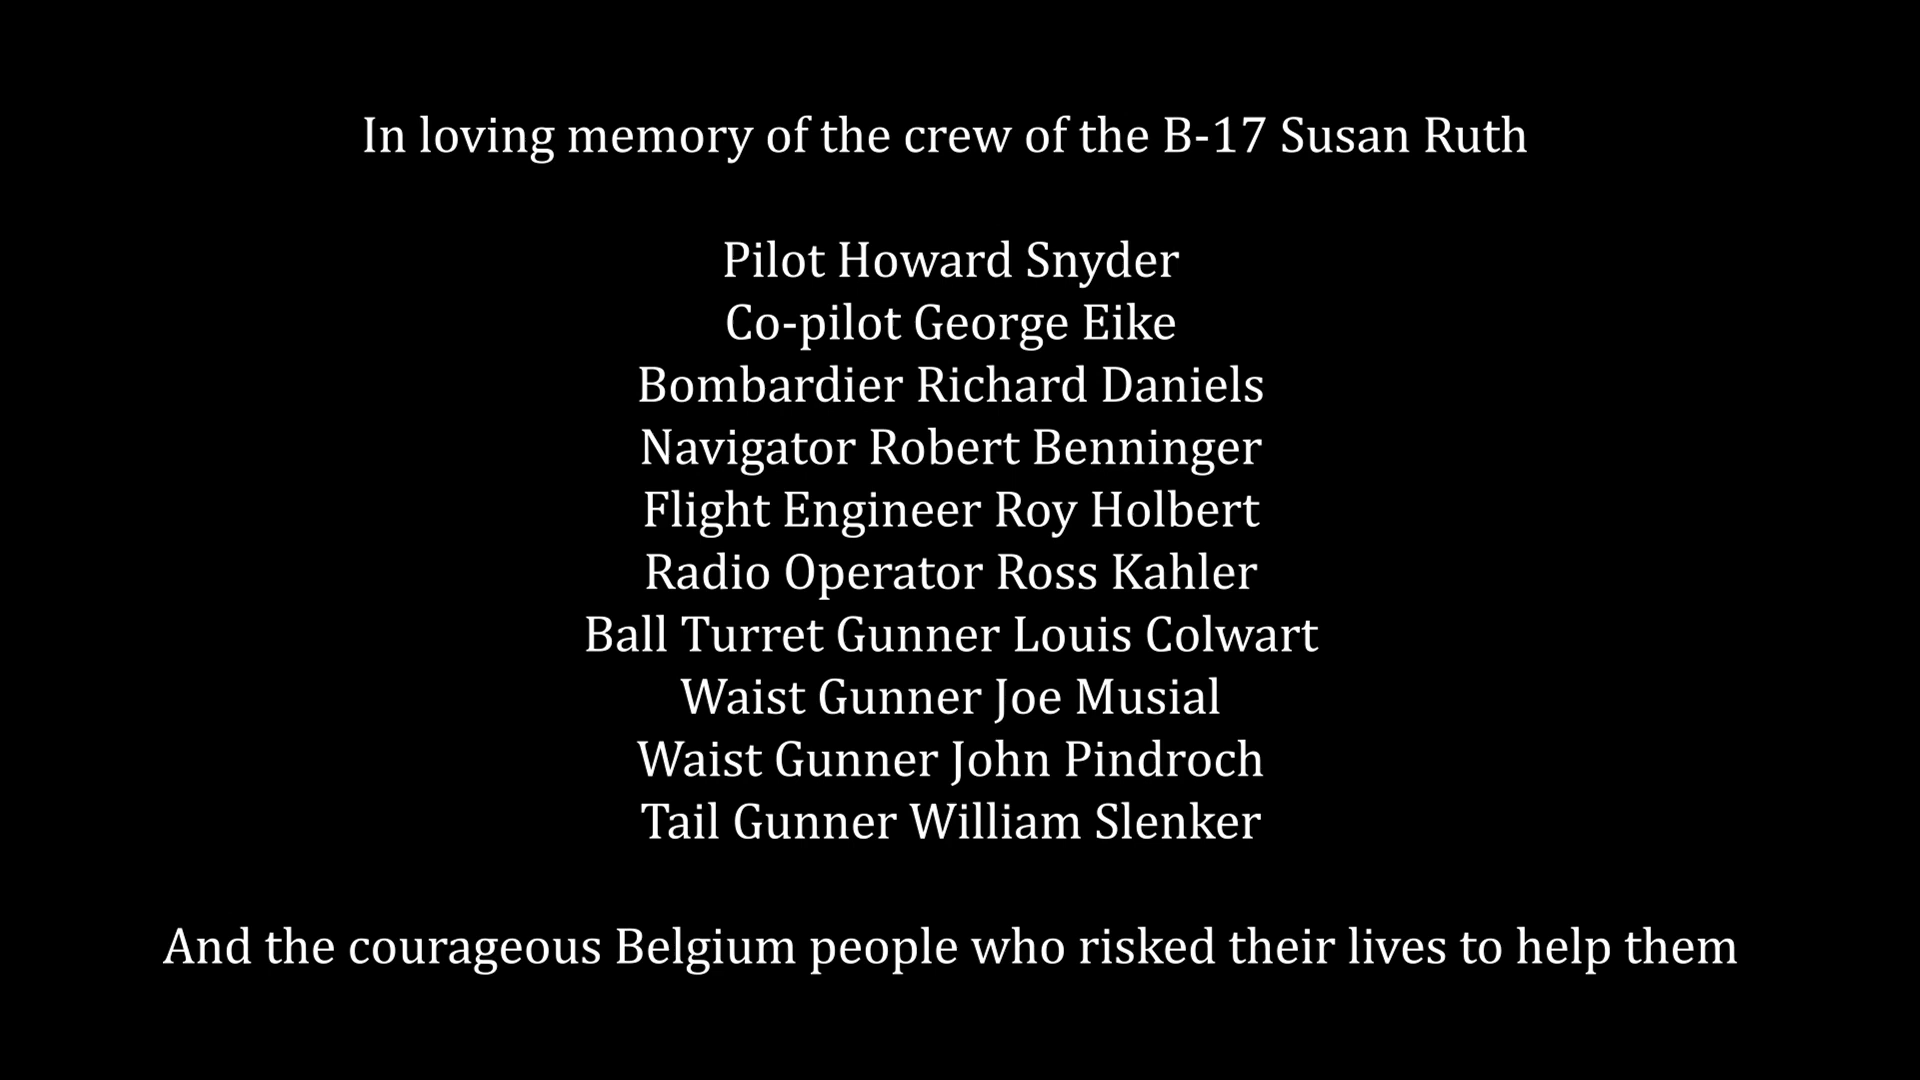 In loving memory of the crew of the B-17 Susan Ruth
Pilot Howard Snyder
Co-pilot George Eike
Bombardier Richard Daniels
Navigator Robert Benninger
Flight Engineer Roy Holbert
Radio Operator Ross Kahler
Ball Turret Gunner Louis Colwart
Waist Gunner Joe Musial
Waist Gunner John Pindroch
Tail Gunner William Slenker
And the courageous Belgium people who risked their lives to help them